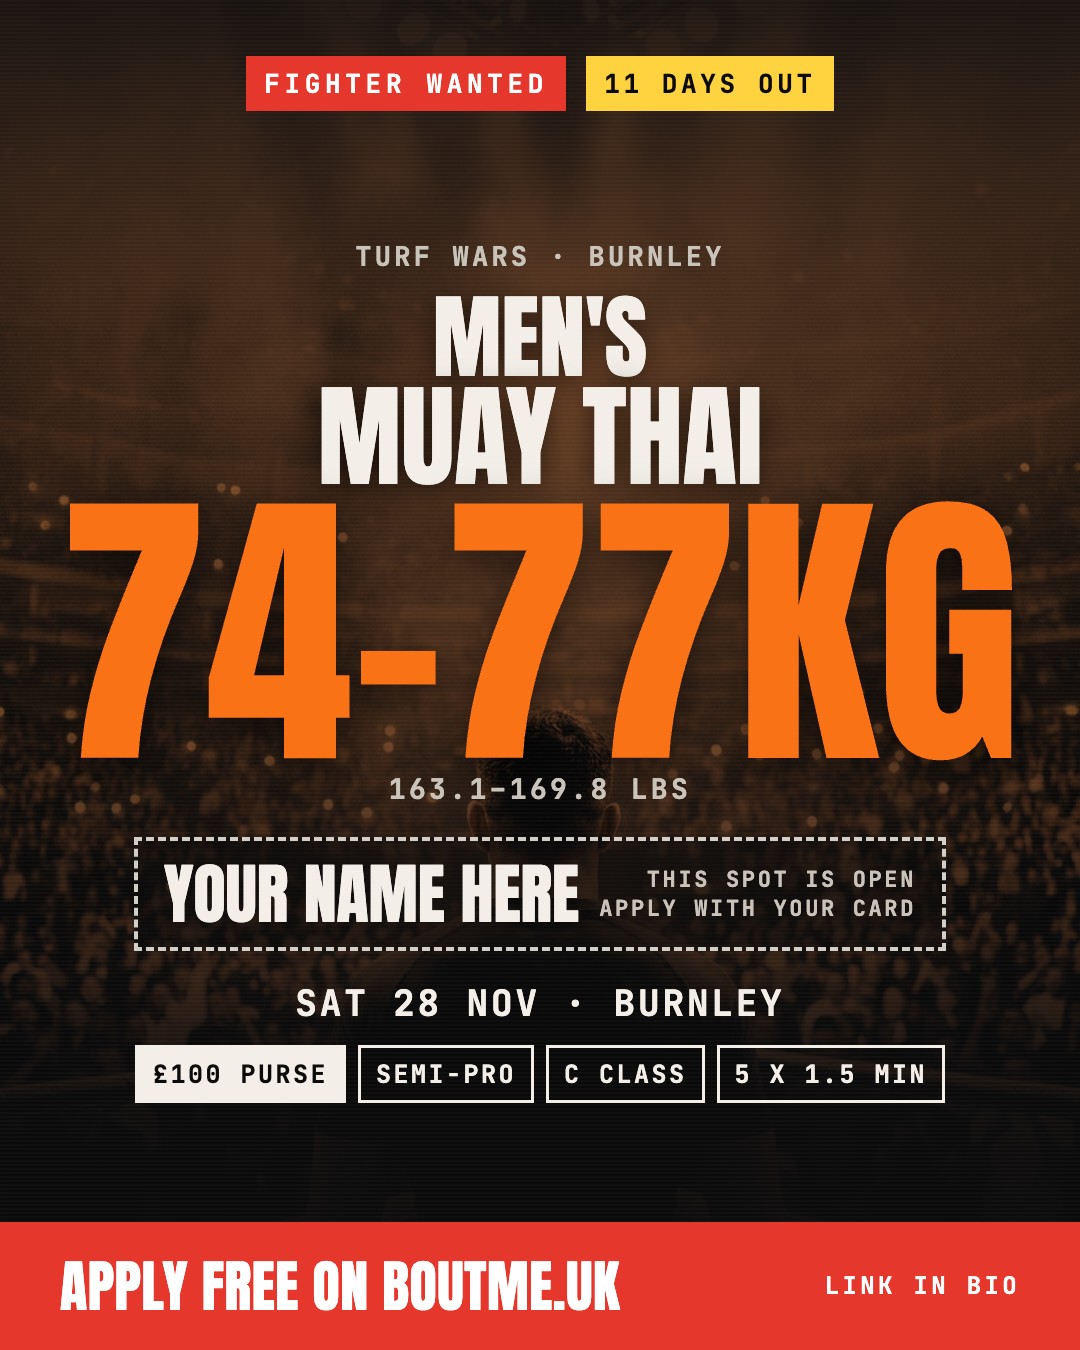 FIGHTER WANTED
11 DAYS OUT
TURF WARS · BURNLEY
MEN'S
MUAY THAI
74-77KG
163.1–169.8 LBS
YOUR NAME HERE
THIS SPOT IS OPEN
APPLY WITH YOUR CARD
SAT 28 NOV · BURNLEY
£100 PURSE
SEMI-PRO
C CLASS
5 X 1.5 MIN
APPLY FREE ON BOUTME.UK
LINK IN BIO